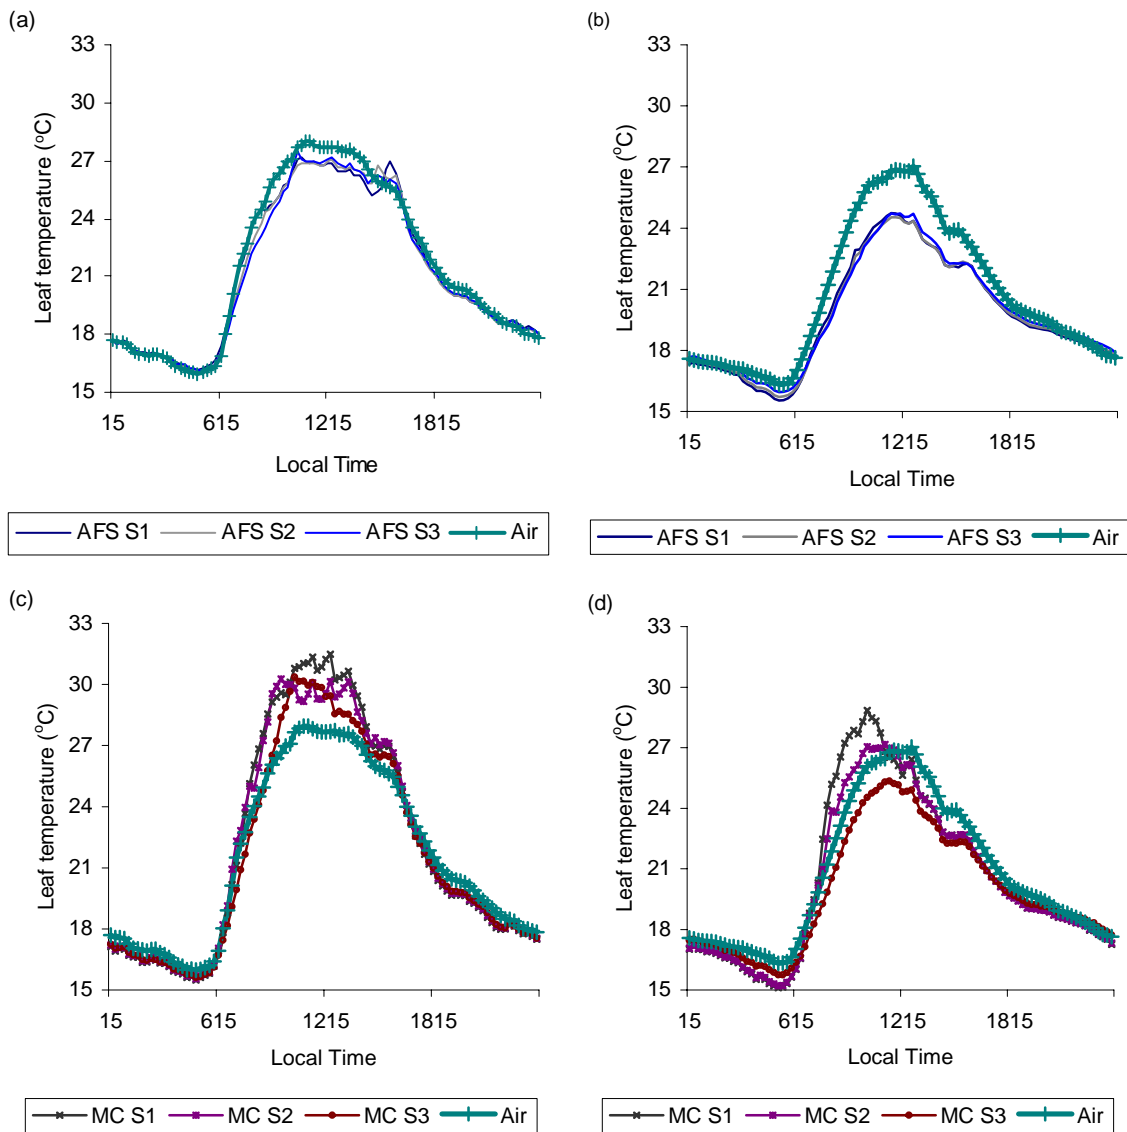 (a)
33
30
27
24
21
18
15
Leaf temperature (°C)
15 615 1215 1815
Local Time
AFS S1 AFS S2 AFS S3 Air
(b)
33
30
27
24
21
18
15
Leaf temperature (°C)
15 615 1215 1815
Local Time
AFS S1 AFS S2 AFS S3 Air
(c)
33
30
27
24
21
18
15
Leaf temperature (°C)
15 615 1215 1815
Local Time
MC S1 MC S2 MC S3 Air
(d)
33
30
27
24
21
18
15
Leaf temperature (°C)
15 615 1215 1815
Local Time
MC S1 MC S2 MC S3 Air